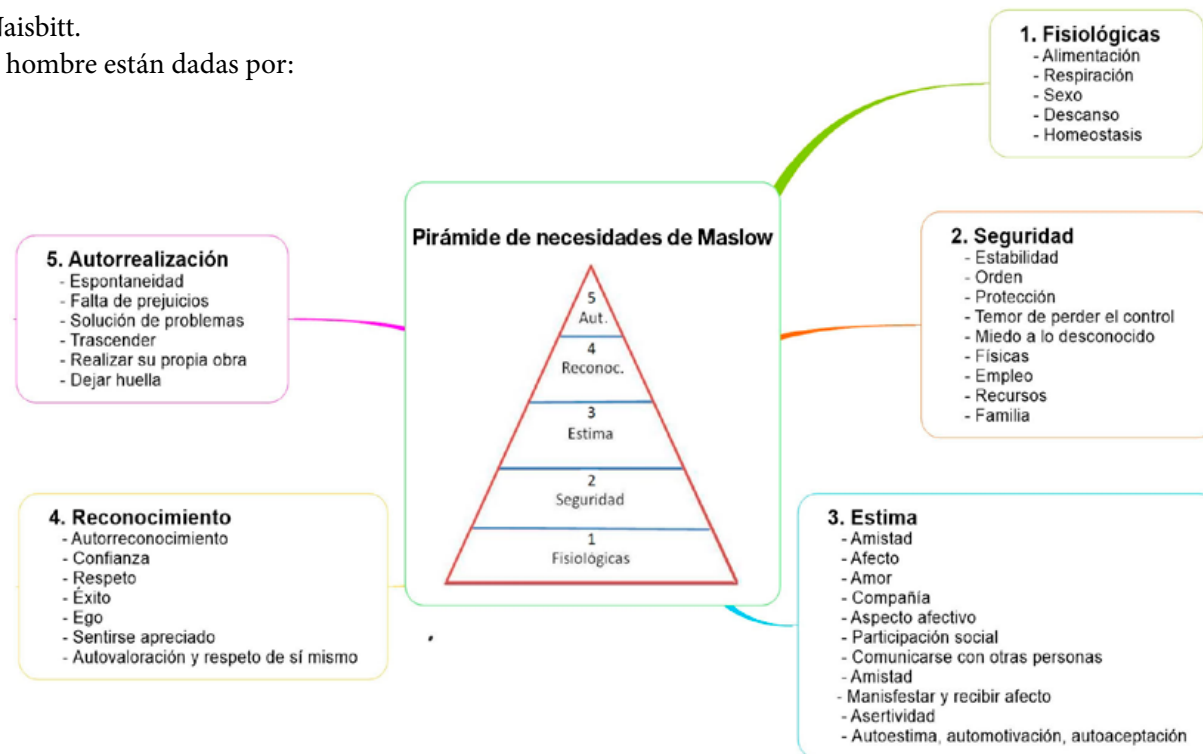 Naisbitt.
hombre están dadas por:
1. Fisiológicas
- Alimentación
- Respiración
- Sexo
- Descanso
- Homeostasis
Pirámide de necesidades de Maslow
5
Aut.
4
Reconoc.
3
Estima
2
Seguridad
1
Fisiológicas
2. Seguridad
- Estabilidad
- Orden
- Protección
- Temor de perder el control
- Miedo a lo desconocido
- Físicas
- Empleo
- Recursos
- Familia
3. Estima
- Amistad
- Afecto
- Amor
- Compañía
- Aspecto afectivo
- Participación social
- Comunicarse con otras personas
- Amistad
- Manisfestar y recibir afecto
- Asertividad
- Autoestima, automotivación, autoaceptación
4. Reconocimiento
- Autorreconocimiento
- Confianza
- Respeto
- Éxito
- Ego
- Sentirse apreciado
- Autovaloración y respeto de sí mismo
5. Autorrealización
- Espontaneidad
- Falta de prejuicios
- Solución de problemas
- Trascender
- Realizar su propia obra
- Dejar huella